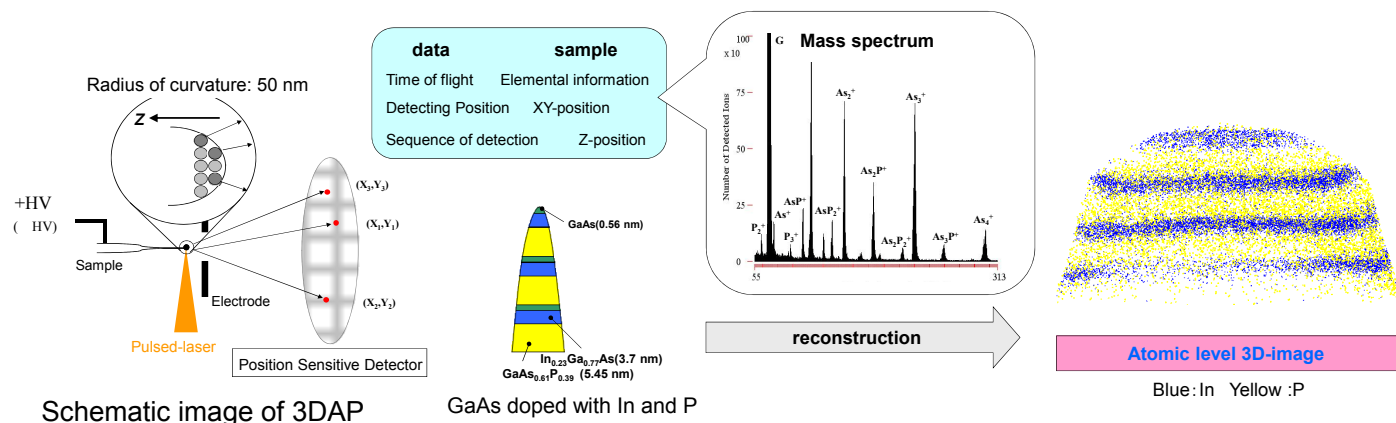 Radius of curvature: 50 nm
Z
+HV
( HV)
Sample
Electrode
Pulsed-laser
(X3,Y3)
(X1,Y1)
(X2,Y2)
Position Sensitive Detector
Schematic image of 3DAP
data sample
Time of flight Elemental information
Detecting Position XY-position
Sequence of detection Z-position
GaAs(0.56 nm)
In0.23Ga0.77As(3.7 nm)
GaAs0.61P0.39 (5.45 nm)
GaAs doped with In and P
Mass spectrum
100
x 10
75
50
25
0
Number of Detected Ions
55
313
G
P2+
As+
P3+
AsP+
AsP2+
As2+
As2P+
As2P2+
As3+
As3P+
As4+
reconstruction
Atomic level 3D-image
Blue:In Yellow :P